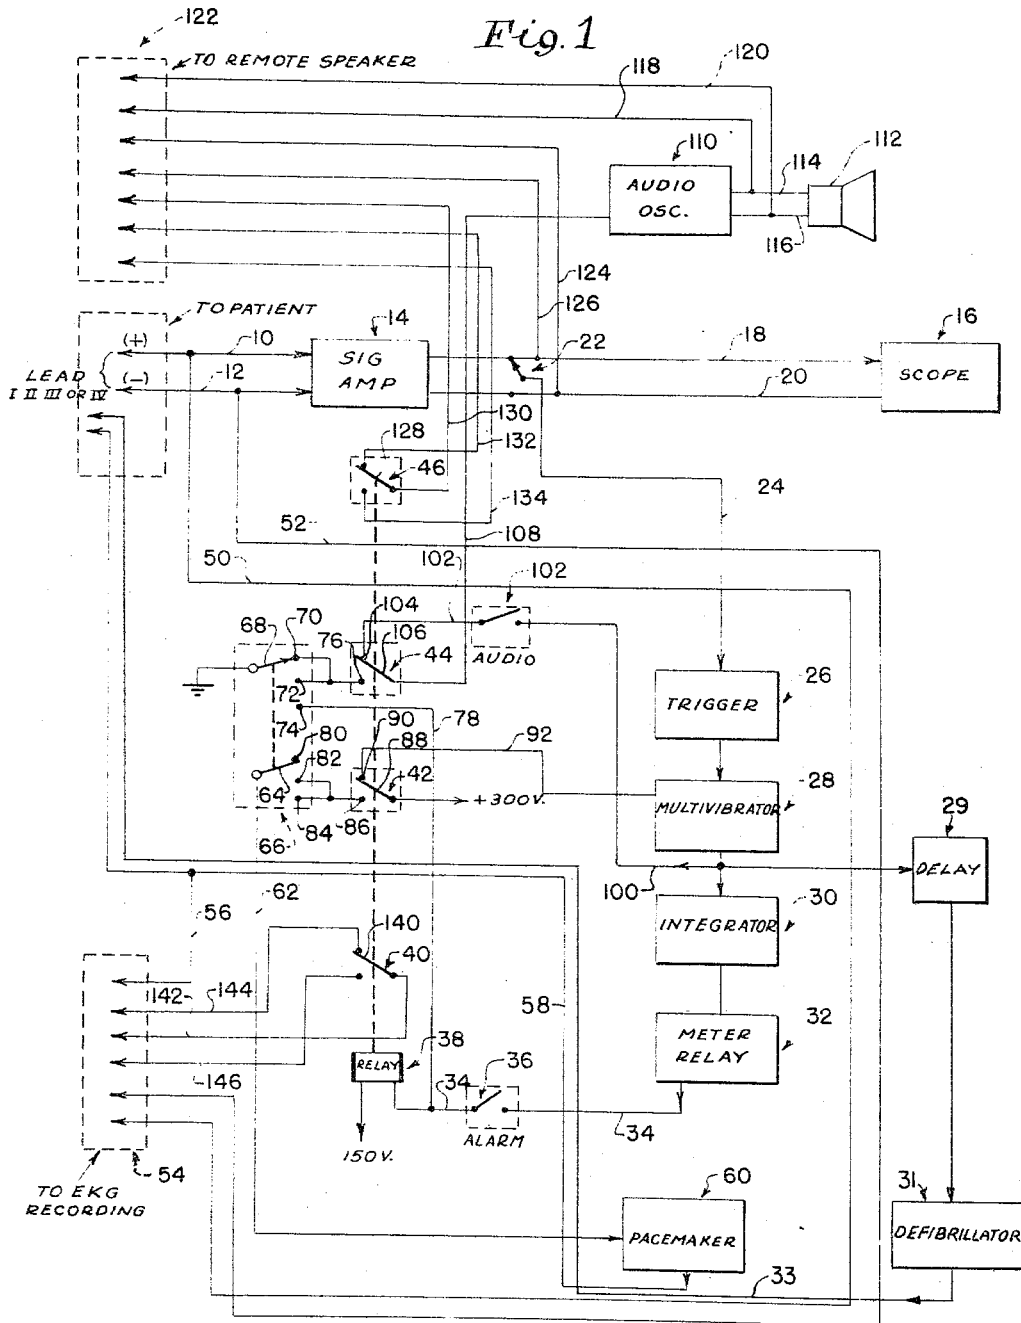 Fig. 1
122
TO REMOTE SPEAKER
120
118
110
112
AUDIO
OSC.
114
116
124
126
TO PATIENT
(+)
10
14
22
18
16
LEAD
I II III OR IV
(-)
12
SIG
AMP
20
SCOPE
130
132
128
46
134
24
52
108
50
102
102
104
70
68
76
106
44
AUDIO
26
TRIGGER
72
74
78
80
90
88
92
82
42
28
64
+300V.
MULTIVIBRATOR
66
84
86
29
DELAY
100
62
30
56
INTEGRATOR
140
40
142
144
58
32
METER
RELAY
146
38
RELAY
36
34
34
150V.
ALARM
54
TO EKG
RECORDING
60
31
PACEMAKER
DEFIBRILLATOR
33